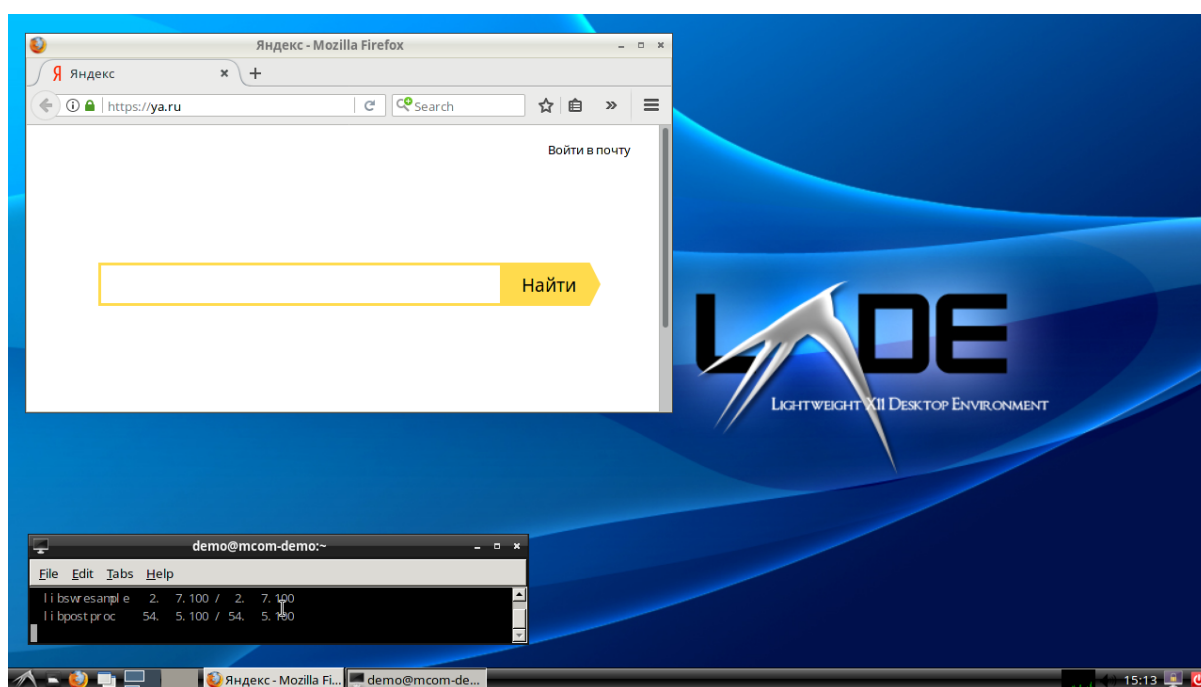 Яндекс - Mozilla Firefox
Яндекс
https://ya.ru
Search
Войти в почту
Найти
LXDE
Lightweight X11 Desktop Environment
demo@mcom-demo:~
File Edit Tabs Help
libswresample 2. 7.100 / 2. 7.100
libpostproc 54. 5.100 / 54. 5.100
Яндекс - Mozilla Fi...
demo@mcom-de...
15:13